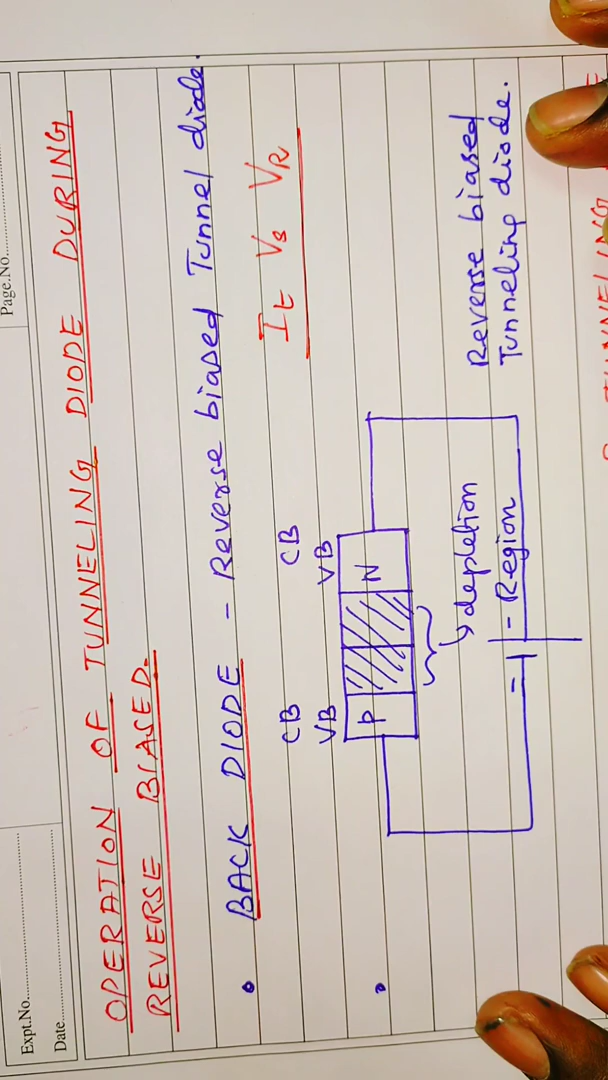 Expt.No.
Date
Page.No.
OPERATION OF TUNNELING DIODE DURING
REVERSE BIASED.
• BACK DIODE - Reverse biased Tunnel diode.
It Vs VR
CB CB
VB VB
P N
depletion
Region
Reverse biased
Tunneling diode.